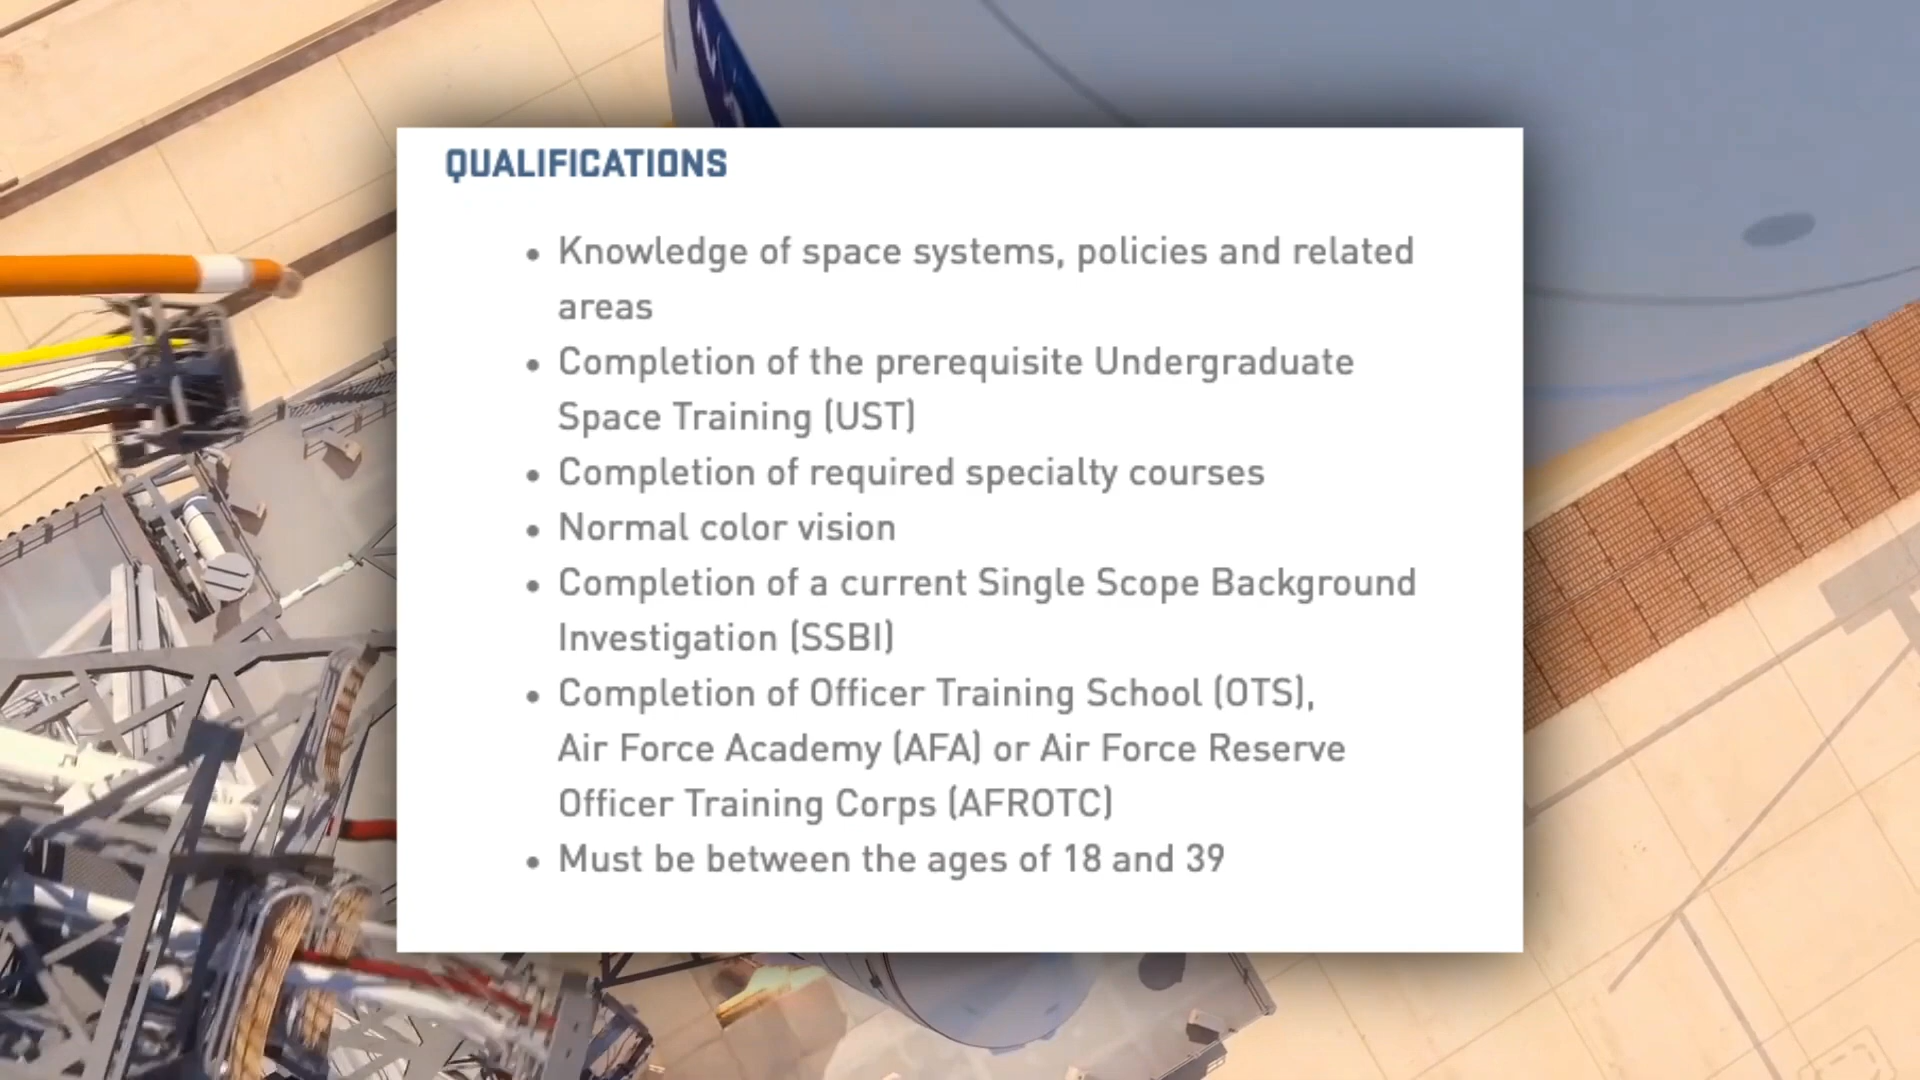 QUALIFICATIONS
• Knowledge of space systems, policies and related
areas
• Completion of the prerequisite Undergraduate
Space Training (UST)
• Completion of required specialty courses
• Normal color vision
• Completion of a current Single Scope Background
Investigation (SSBI)
• Completion of Officer Training School (OTS),
Air Force Academy (AFA) or Air Force Reserve
Officer Training Corps (AFROTC)
• Must be between the ages of 18 and 39